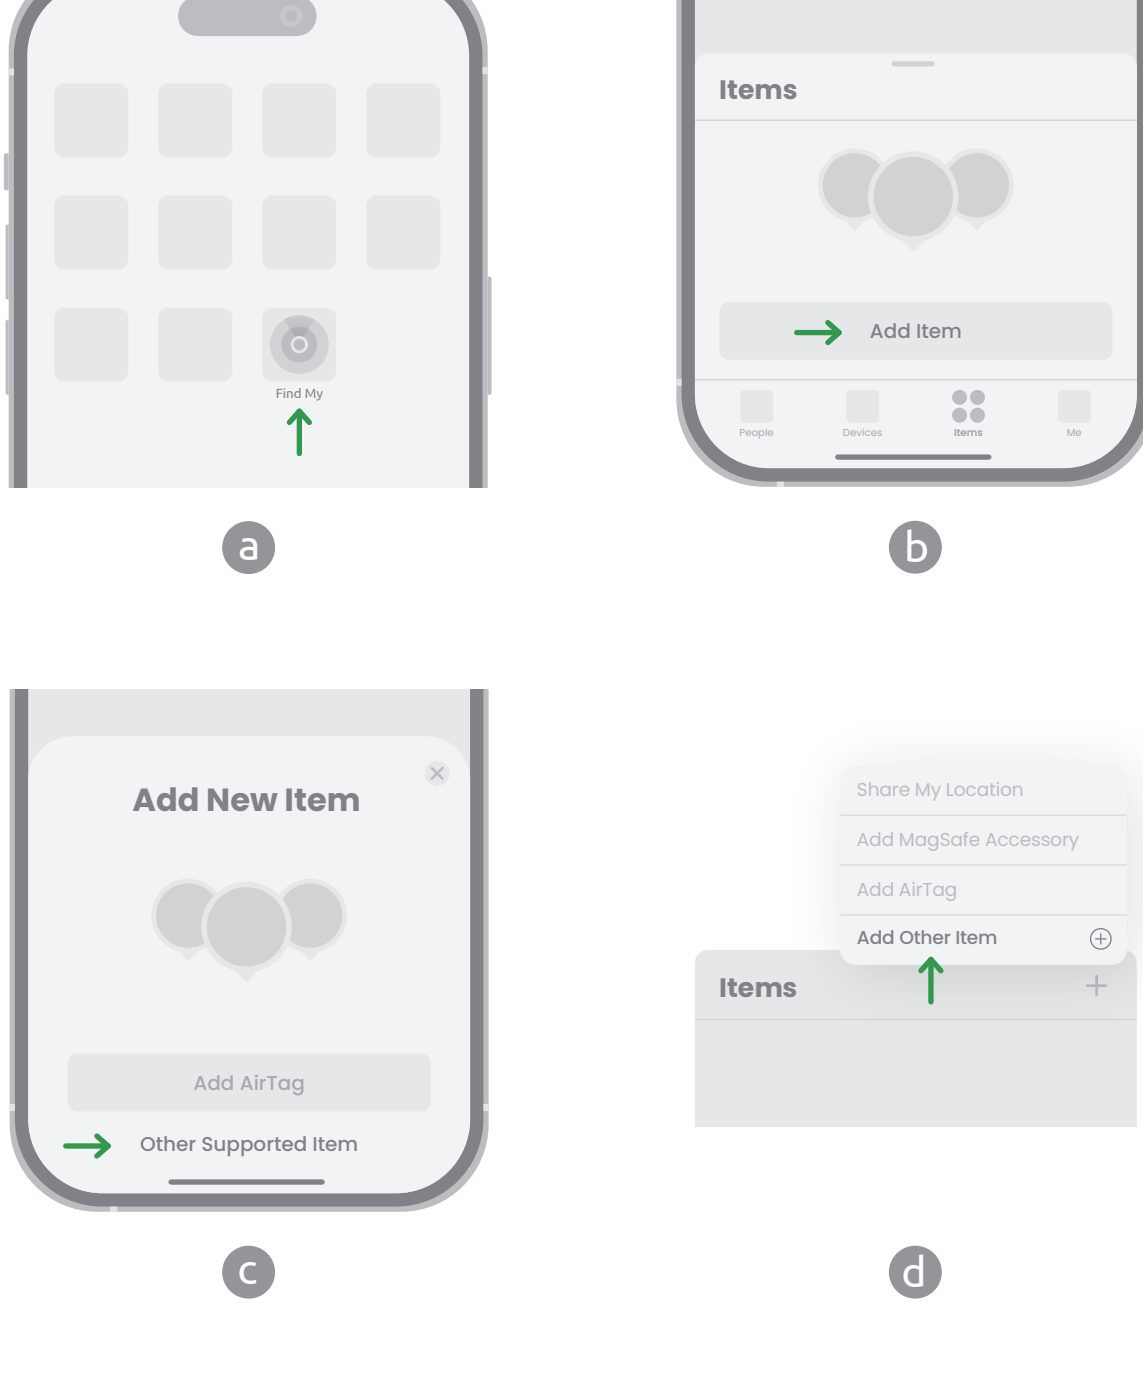 Find My
Items
Add Item
People
Devices
Items
Me
a
b
Add New Item
Add AirTag
Other Supported Item
Share My Location
Add MagSafe Accessory
Add AirTag
Add Other Item
Items
c
d